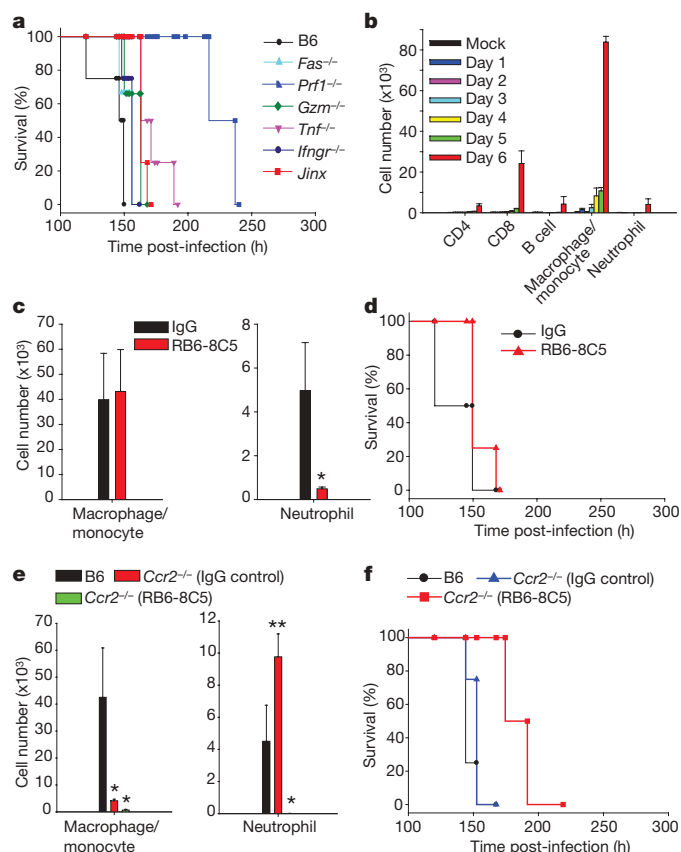 a
B6
Fas–/–
Prf1–/–
Gzm–/–
Tnf–/–
Ifngr–/–
Jinx
Survival (%)
100
80
60
40
20
0
100 150 200 250 300
Time post-infection (h)
b
Mock
Day 1
Day 2
Day 3
Day 4
Day 5
Day 6
Cell number (×10³)
80
60
40
20
0
CD4
CD8
B cell
Macrophage/
monocyte
Neutrophil
c
IgG
RB6-8C5
Cell number (×10³)
70
60
50
40
30
20
10
0
Macrophage/
monocyte
8
6
4
2
0
*
Neutrophil
d
IgG
RB6-8C5
Survival (%)
100
80
60
40
20
0
100 150 200 250 300
Time post-infection (h)
e
B6 Ccr2–/– (IgG control)
Ccr2–/– (RB6-8C5)
Cell number (×10³)
70
60
50
40
30
20
10
0
*
*
Macrophage/
monocyte
12
10
8
6
4
2
0
**
*
Neutrophil
f
B6 Ccr2–/– (IgG control)
Ccr2–/– (RB6-8C5)
Survival (%)
100
80
60
40
20
0
100 150 200 250 300
Time post-infection (h)